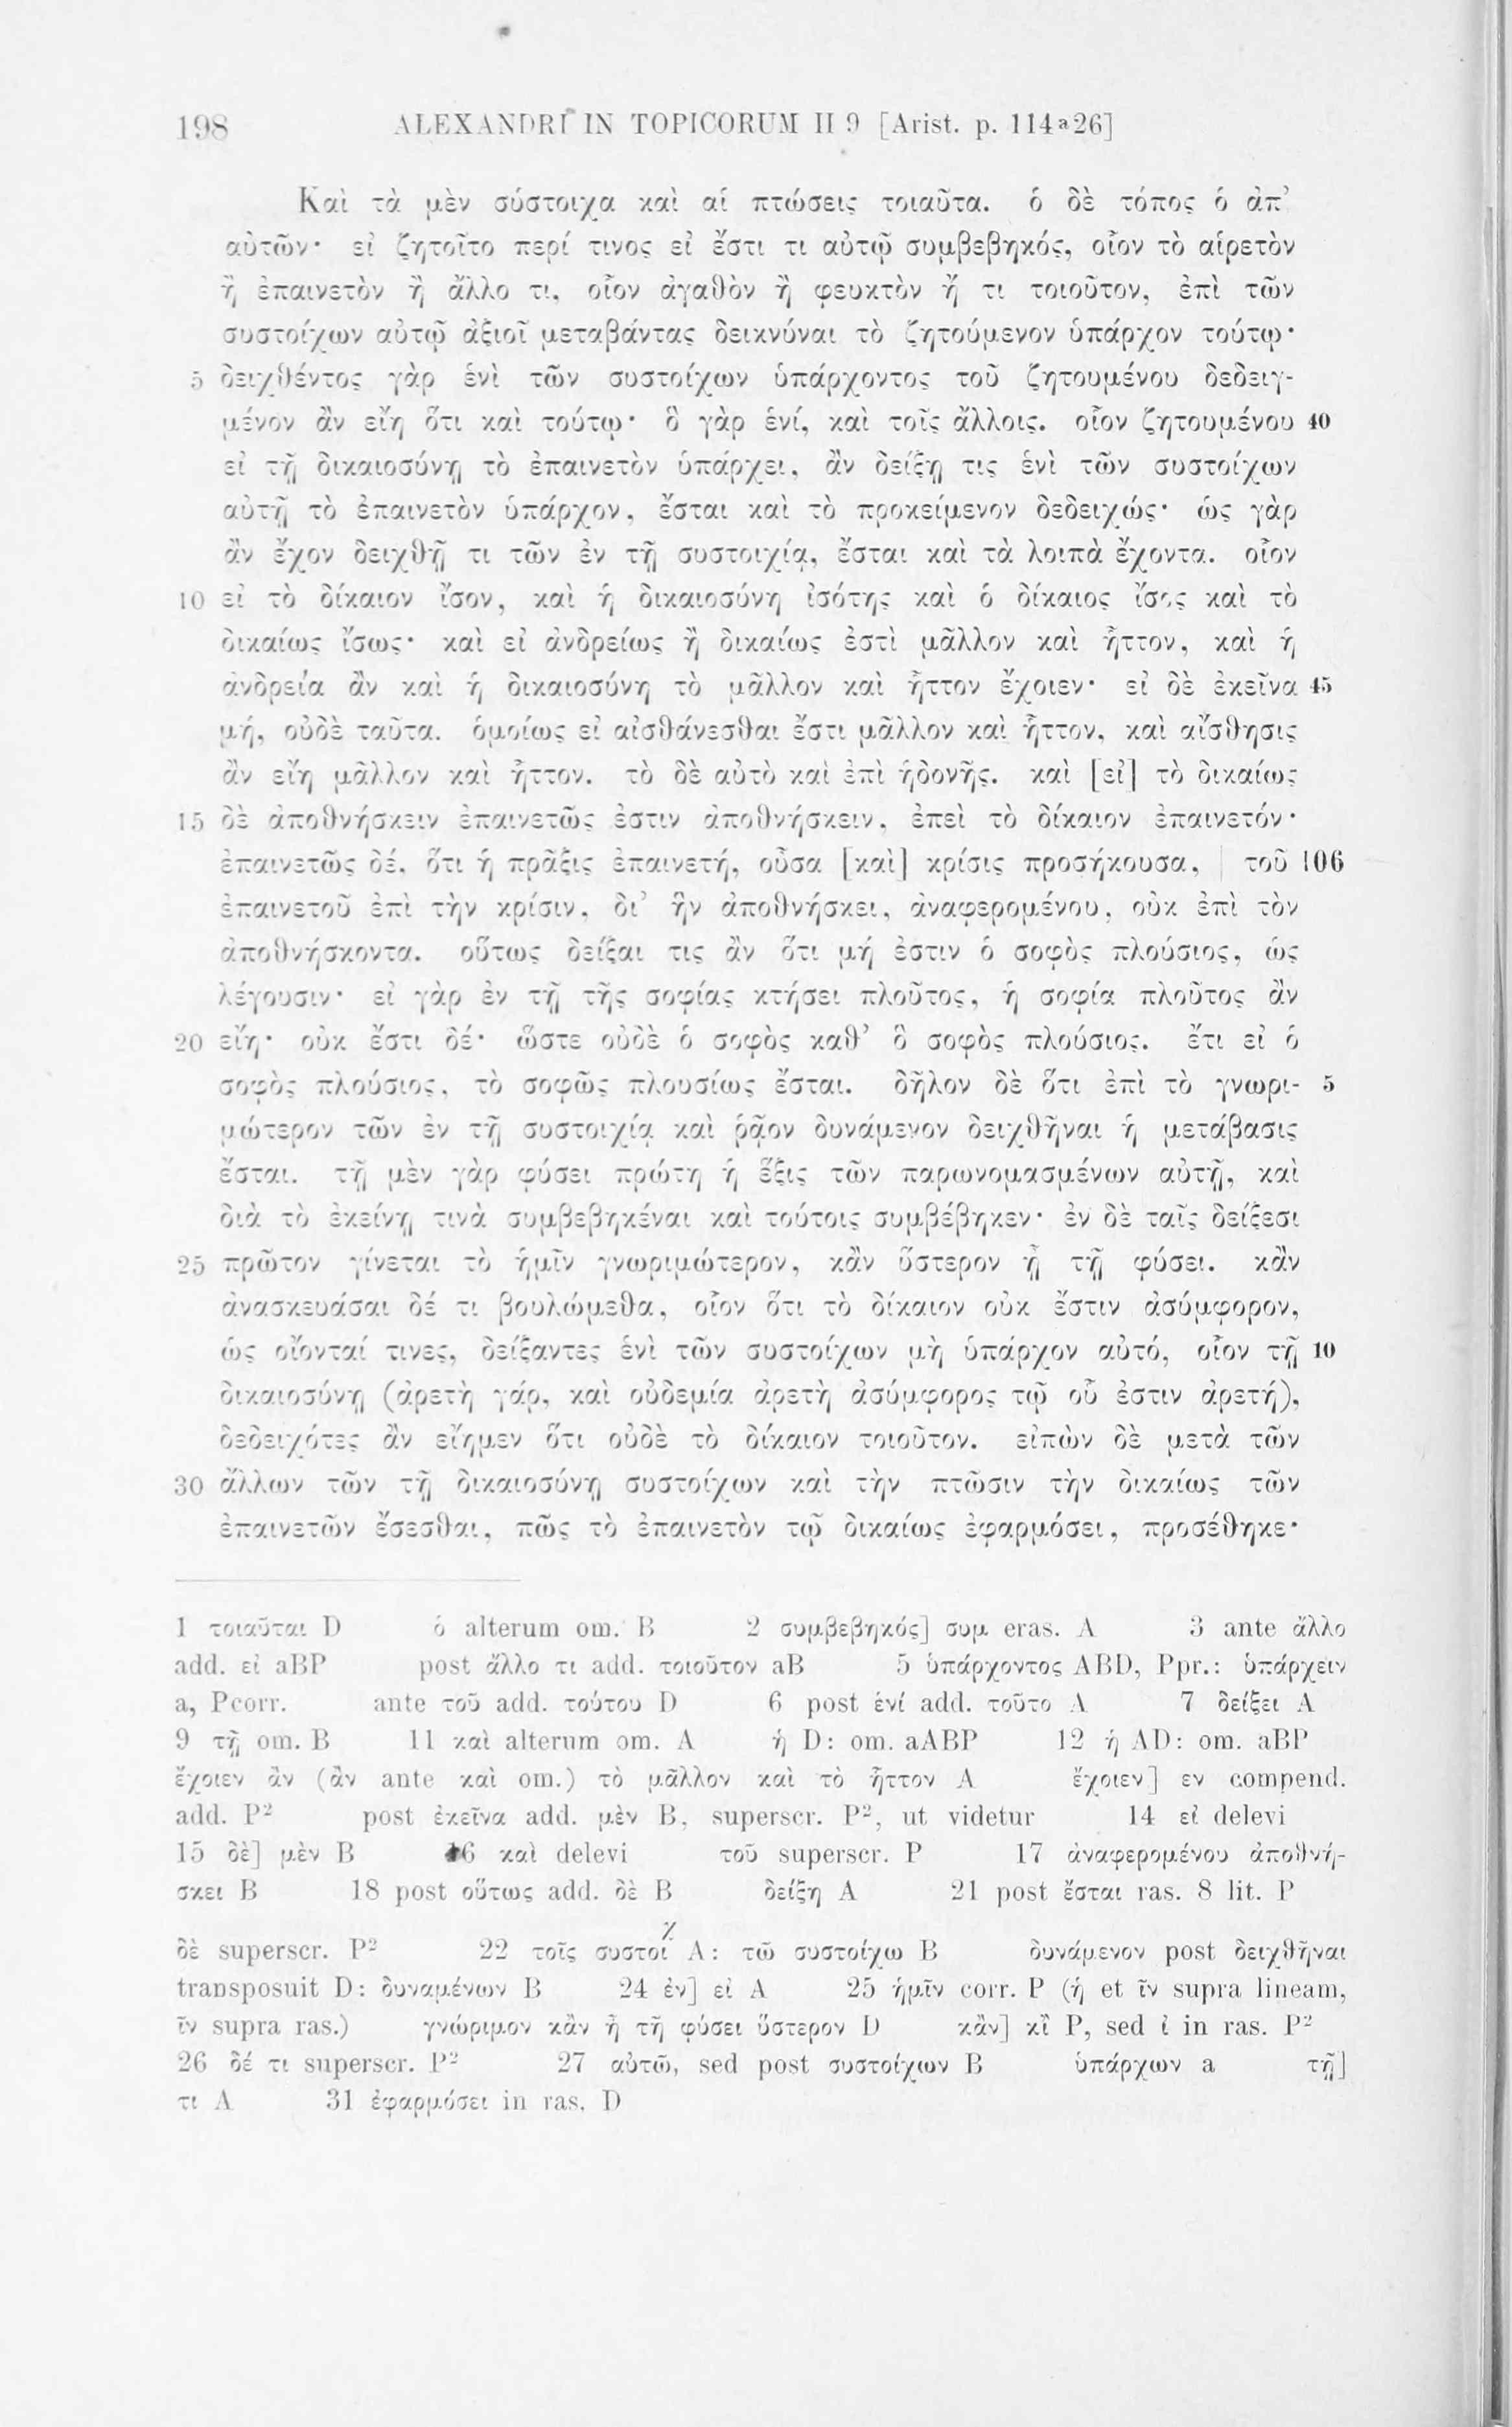 198 ALEXANDRI IN TOPICORUM II 9 [Arist. p. 114ª26]
Καὶ τὰ μὲν σύστοιχα καὶ αἱ πτώσεις τοιαῦτα. ὁ δὲ τόπος ὁ ἀπ’
αὐτῶν· εἰ ζητοῖτο περί τινος εἰ ἔστι τι αὐτῷ συμβεβηκός, οἷον τὸ αἱρετὸν
ἢ ἐπαινετὸν ἢ ἄλλο τι, οἷον ἀγαθὸν ἢ φευκτὸν ἤ τι τοιοῦτον, ἐπὶ τῶν
συστοίχων αὐτῷ ἀξιοῖ μεταβάντας δεικνύναι τὸ ζητούμενον ὑπάρχον τούτῳ·
5 δειχθέντος γὰρ ἑνὶ τῶν συστοίχων ὑπάρχοντος τοῦ ζητουμένου δεδειγ-
μένον ἂν εἴη ὅτι καὶ τούτῳ· ὃ γὰρ ἑνί, καὶ τοῖς ἄλλοις. οἷον ζητουμένου 40
εἰ τῇ δικαιοσύνῃ τὸ ἐπαινετὸν ὑπάρχει, ἂν δείξῃ τις ἑνὶ τῶν συστοίχων
αὐτῇ τὸ ἐπαινετὸν ὑπάρχον, ἔσται καὶ τὸ προκείμενον δεδειχώς· ὡς γὰρ
ἂν ἔχον δειχθῇ τι τῶν ἐν τῇ συστοιχίᾳ, ἔσται καὶ τὰ λοιπὰ ἔχοντα. οἷον
10 εἰ τὸ δίκαιον ἴσον, καὶ ἡ δικαιοσύνη ἰσότης καὶ ὁ δίκαιος ἴσος καὶ τὸ
δικαίως ἴσως· καὶ εἰ ἀνδρείως ἢ δικαίως ἐστὶ μᾶλλον καὶ ἧττον, καὶ ἡ
ἀνδρεία ἂν καὶ ἡ δικαιοσύνη τὸ μᾶλλον καὶ ἧττον ἔχοιεν· εἰ δὲ ἐκεῖνα 45
μή, οὐδὲ ταῦτα. ὁμοίως εἰ αἰσθάνεσθαι ἔστι μᾶλλον καὶ ἧττον, καὶ αἴσθησις
ἂν εἴη μᾶλλον καὶ ἧττον. τὸ δὲ αὐτὸ καὶ ἐπὶ ἡδονῆς. καὶ [εἰ] τὸ δικαίως
15 δὲ ἀποθνήσκειν ἐπαινετῶς ἐστιν ἀποθνήσκειν, ἐπεὶ τὸ δίκαιον ἐπαινετόν·
ἐπαινετῶς δέ, ὅτι ἡ πρᾶξις ἐπαινετή, οὖσα [καὶ] κρίσις προσήκουσα, | τοῦ 106
ἐπαινετοῦ ἐπὶ τὴν κρίσιν, δι’ ἣν ἀποθνήσκει, ἀναφερομένου, οὐκ ἐπὶ τὸν
ἀποθνήσκοντα. οὕτως δείξαι τις ἂν ὅτι μή ἐστιν ὁ σοφὸς πλούσιος, ὡς
λέγουσιν· εἰ γὰρ ἐν τῇ τῆς σοφίας κτήσει πλοῦτος, ἡ σοφία πλοῦτος ἂν
20 εἴη· οὐκ ἔστι δέ· ὥστε οὐδὲ ὁ σοφὸς καθ’ ὃ σοφὸς πλούσιος. ἔτι εἰ ὁ
σοφὸς πλούσιος, τὸ σοφῶς πλουσίως ἔσται. δῆλον δὲ ὅτι ἐπὶ τὸ γνωρι- 5
μώτερον τῶν ἐν τῇ συστοιχίᾳ καὶ ῥᾷον δυνάμενον δειχθῆναι ἡ μετάβασις
ἔσται. τῇ μὲν γὰρ φύσει πρώτη ἡ ἕξις τῶν παρωνομασμένων αὐτῇ, καὶ
διὰ τὸ ἐκείνῃ τινὰ συμβεβηκέναι καὶ τούτοις συμβέβηκεν· ἐν δὲ ταῖς δείξεσι
25 πρῶτον γίνεται τὸ ἡμῖν γνωριμώτερον, κἂν ὕστερον ᾖ τῇ φύσει. κἂν
ἀνασκευάσαι δέ τι βουλώμεθα, οἷον ὅτι τὸ δίκαιον οὐκ ἔστιν ἀσύμφορον,
ὡς οἴονταί τινες, δείξαντες ἑνὶ τῶν συστοίχων μὴ ὑπάρχον αὐτό, οἷον τῇ 10
δικαιοσύνῃ (ἀρετὴ γάρ, καὶ οὐδεμία ἀρετὴ ἀσύμφορος τῷ οὗ ἐστιν ἀρετή),
δεδειχότες ἂν εἴημεν ὅτι οὐδὲ τὸ δίκαιον τοιοῦτον. εἰπὼν δὲ μετὰ τῶν
30 ἄλλων τῶν τῇ δικαιοσύνῃ συστοίχων καὶ τὴν πτῶσιν τὴν δικαίως τῶν
ἐπαινετῶν ἔσεσθαι, πῶς τὸ ἐπαινετὸν τῷ δικαίως ἐφαρμόσει, προσέθηκε·
1 τοιαῦται D ὁ alterum om. B 2 συμβεβηκός] συμ eras. A 3 ante ἄλλο
add. εἰ aBP post ἄλλο τι add. τοιοῦτον aB 5 ὑπάρχοντος ABD, Ppr.: ὑπάρχειν
a, Pcorr. ante τοῦ add. τούτου D 6 post ἑνί add. τοῦτο A 7 δείξει A
9 τῇ om. B 11 καὶ alterum om. A ἡ D: om. aABP 12 ἡ AD: om. aBP
ἔχοιεν ἂν (ἂν ante καὶ om.) τὸ μᾶλλον καὶ τὸ ἧττον A ἔχοιεν] εν compend.
add. P² post ἐκεῖνα add. μὲν B, superscr. P², ut videtur 14 εἰ delevi
15 δὲ] μὲν B 16 καὶ delevi τοῦ superscr. P 17 ἀναφερομένου ἀποθνή-
σκει B 18 post οὕτως add. δὲ B δείξη A 21 post ἔσται ras. 8 lit. P
δὲ superscr. P² 22 τοῖς συστοιχ A: τῶ συστοίχω B δυνάμενον post δειχθῆναι
transposuit D: δυναμένων B 24 ἐν] εἰ A 25 ἡμῖν corr. P (ἡ et ῖν supra lineam,
ῖν supra ras.) γνώριμον κἂν ἦ τῆ φύσει ὕστερον D κἂν] κἲ P, sed ἰ in ras. P²
26 δέ τι superscr. P² 27 αὐτῶ, sed post συστοίχων B ὑπάρχων a τῇ]
τι A 31 ἐφαρμόσει in ras. D